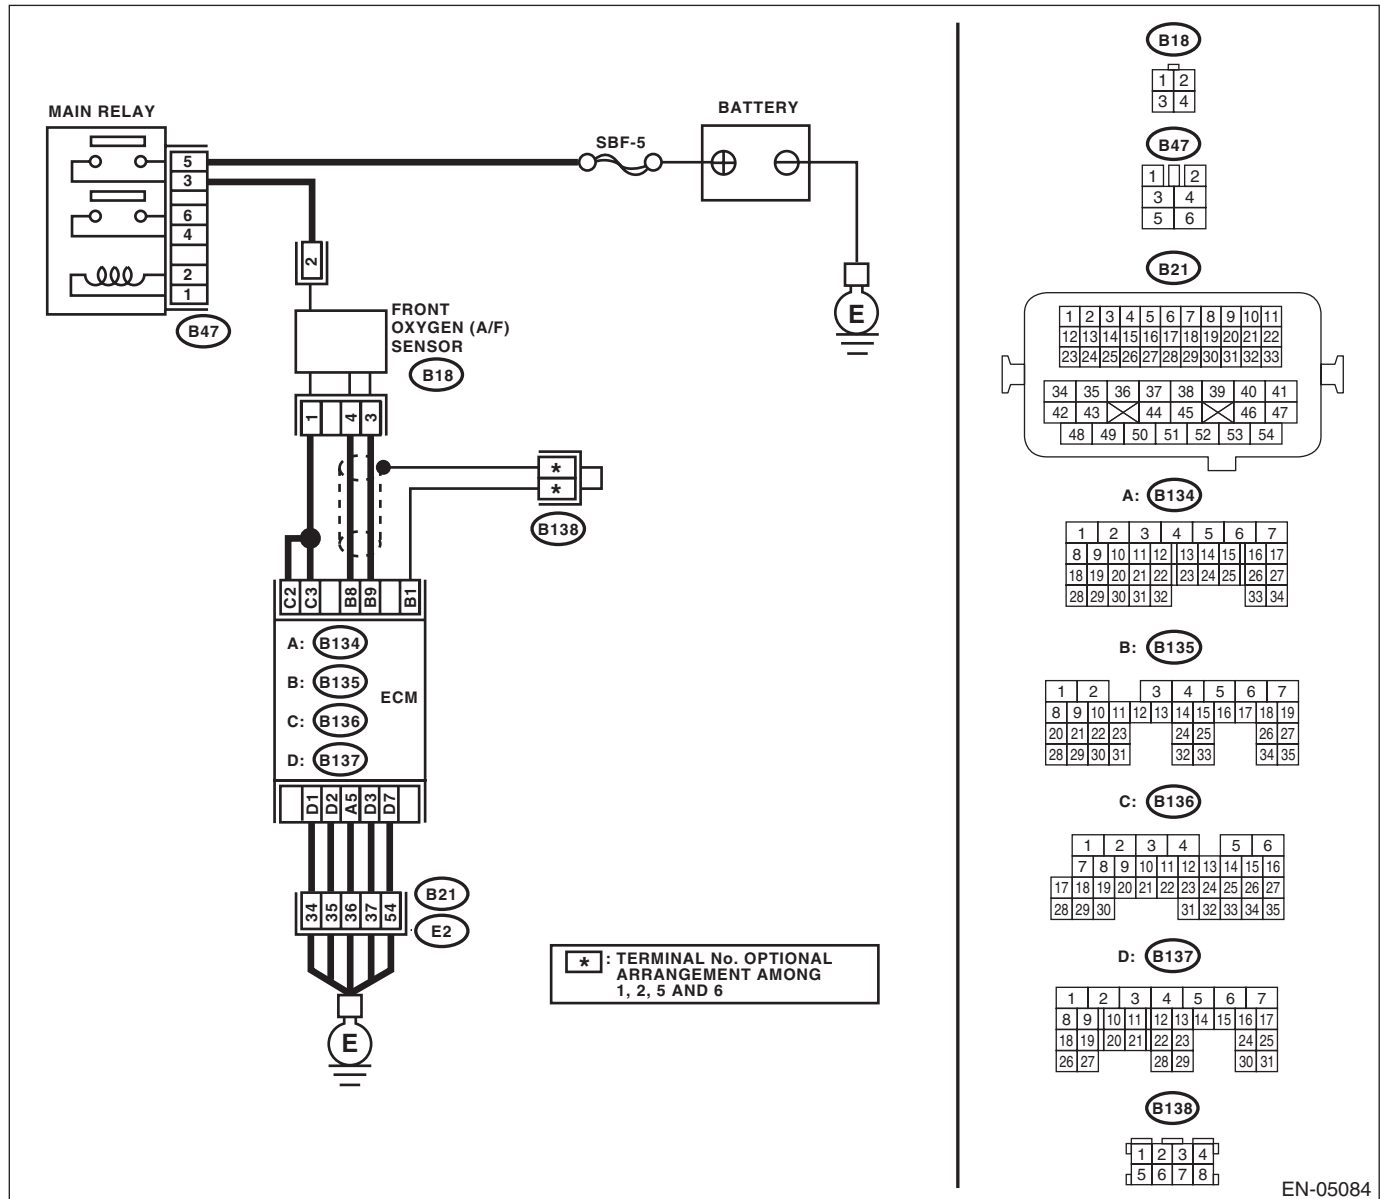 MAIN RELAY
5
3
6
4
2
1
B47
SBF-5
BATTERY
E
2
FRONT
OXYGEN (A/F)
SENSOR
B18
1 4 3
*
*
B138
C2 C3 B8 B9 B1
A: B134
B: B135
C: B136
D: B137
ECM
D1 D2 A5 D3 D7
34 35 36 37 54
B21
E2
E
* : TERMINAL No. OPTIONAL
ARRANGEMENT AMONG
1, 2, 5 AND 6
B18
1 2
3 4
B47
1 2
3 4
5 6
B21
1 2 3 4 5 6 7 8 9 10 11
12 13 14 15 16 17 18 19 20 21 22
23 24 25 26 27 28 29 30 31 32 33
34 35 36 37 38 39 40 41
42 43 44 45 46 47
48 49 50 51 52 53 54
A: B134
1 2 3 4 5 6 7
8 9 10 11 12 13 14 15 16 17
18 19 20 21 22 23 24 25 26 27
28 29 30 31 32 33 34
B: B135
1 2 3 4 5 6 7
8 9 10 11 12 13 14 15 16 17 18 19
20 21 22 23 24 25 26 27
28 29 30 31 32 33 34 35
C: B136
1 2 3 4 5 6
7 8 9 10 11 12 13 14 15 16
17 18 19 20 21 22 23 24 25 26 27
28 29 30 31 32 33 34 35
D: B137
1 2 3 4 5 6 7
8 9 10 11 12 13 14 15 16 17
18 19 20 21 22 23 24 25
26 27 28 29 30 31
B138
1 2 3 4
5 6 7 8
EN-05084